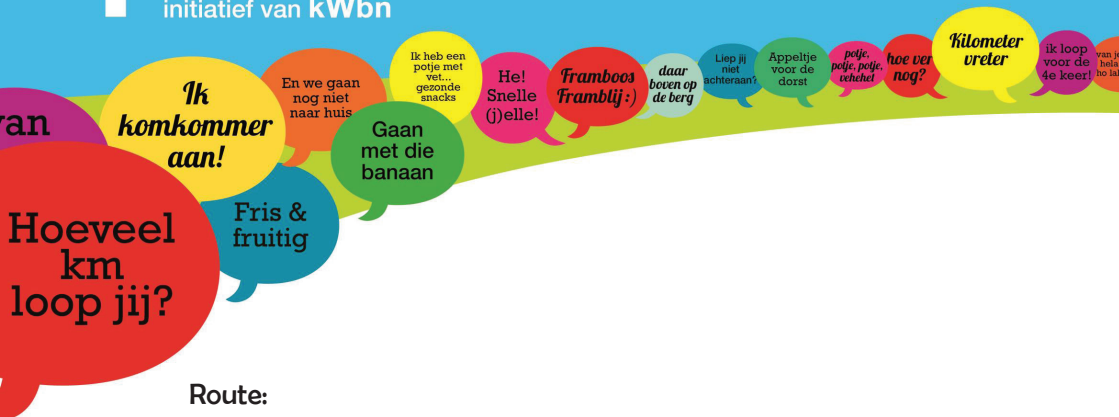 initiatief van kWbn
Ik heb een
potje met
vet...
gezonde
snacks
He!
Snelle
(j)elle!
Framboos
Framblij :)
daar
boven op
de berg
Liep jij
niet
achteraan?
Appeltje
voor de
dorst
potje,
potje, potje,
vehehet
hoe ver
nog?
Kilometer
vreter
ik loop
voor de
4e keer!
van je
hela
En we gaan
nog niet
naar huis
Ik
komkommer
aan!
Gaan
met die
banaan
Fris &
fruitig
Hoeveel
km
loop jij?
Route: